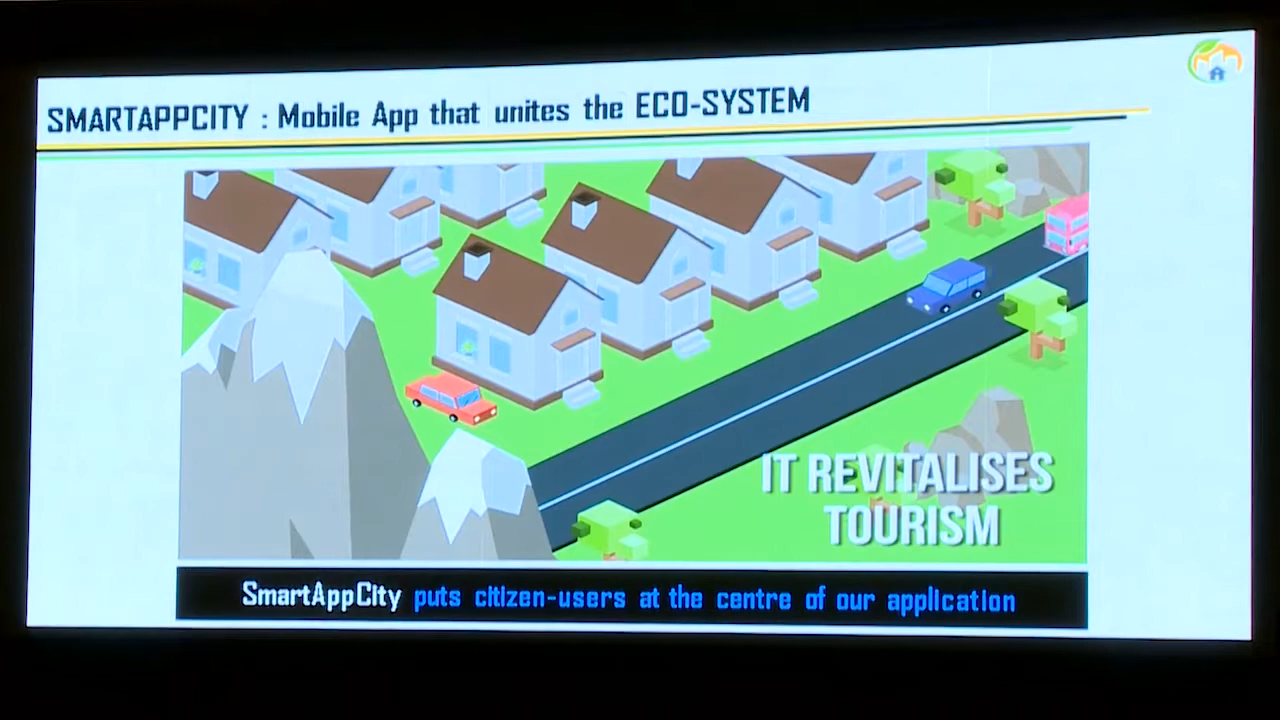 SMARTAPPCITY : Mobile App that unites the ECO-SYSTEM
IT REVITALISES
TOURISM
SmartAppCity puts citizen-users at the centre of our application